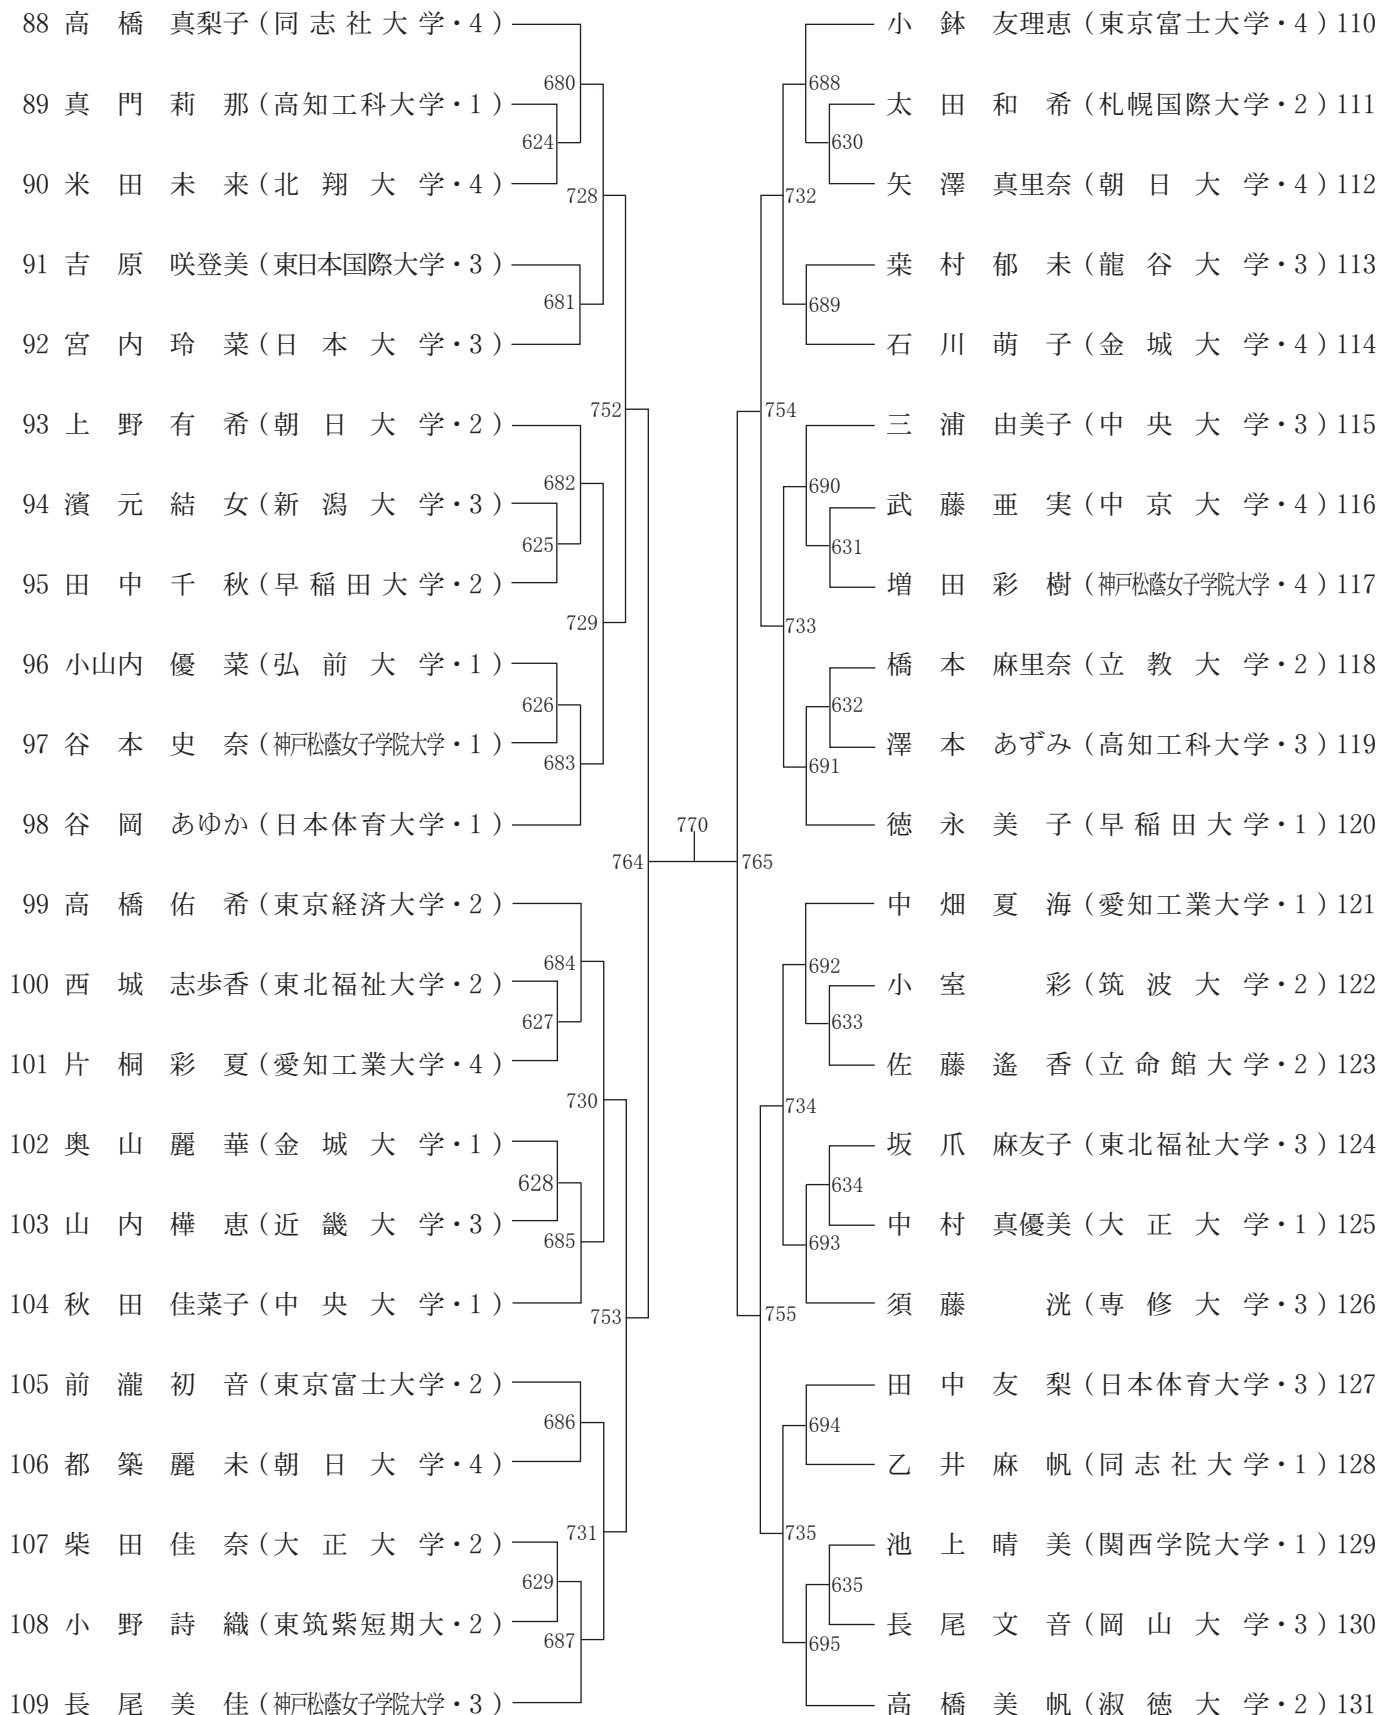 88 高橋 真梨子 (同志社大学・4)
680
89 真門莉那 (高知工科大学・1)
624
90 米田未来 (北翔大学・4)
728
91 吉原 咲登美 (東日本国際大学・3)
681
92 宮内玲菜 (日本大学・3)
752
93 上野有希 (朝日大学・2)
682
94 濱元結女 (新潟大学・3)
625
95 田中千秋 (早稲田大学・2)
729
96 小山内優菜 (弘前大学・1)
626
97 谷本史奈 (神戸松蔭女子学院大学・1)
683
98 谷岡 あゆか (日本体育大学・1)
764
99 高橋佑希 (東京経済大学・2)
684
100 西城 志歩香 (東北福祉大学・2)
627
101 片桐彩夏 (愛知工業大学・4)
730
102 奥山麗華 (金城大学・1)
628
103 山内樺恵 (近畿大学・3)
685
104 秋田 佳菜子 (中央大学・1)
753
105 前瀧初音 (東京富士大学・2)
686
106 都築麗未 (朝日大学・4)
731
107 柴田佳奈 (大正大学・2)
629
108 小野詩織 (東筑紫短期大・2)
687
109 長尾美佳 (神戸松蔭女子学院大学・3)
770
小鉢 友理恵 (東京富士大学・4) 110
688
太田和希 (札幌国際大学・2) 111
630
矢澤 真里奈 (朝日大学・4) 112
732
桒村郁未 (龍谷大学・3) 113
689
石川萌子 (金城大学・4) 114
754
三浦 由美子 (中央大学・3) 115
690
武藤亜実 (中京大学・4) 116
631
増田彩樹 (神戸松蔭女子学院大学・4) 117
733
橋本 麻里奈 (立教大学・2) 118
632
澤本 あずみ (高知工科大学・3) 119
691
徳永美子 (早稲田大学・1) 120
765
中畑夏海 (愛知工業大学・1) 121
692
小室 彩 (筑波大学・2) 122
633
佐藤遙香 (立命館大学・2) 123
734
坂爪 麻友子 (東北福祉大学・3) 124
634
中村 真優美 (大正大学・1) 125
693
須藤 洸 (専修大学・3) 126
755
田中友梨 (日本体育大学・3) 127
694
乙井麻帆 (同志社大学・1) 128
735
池上晴美 (関西学院大学・1) 129
635
長尾文音 (岡山大学・3) 130
695
高橋美帆 (淑徳大学・2) 131